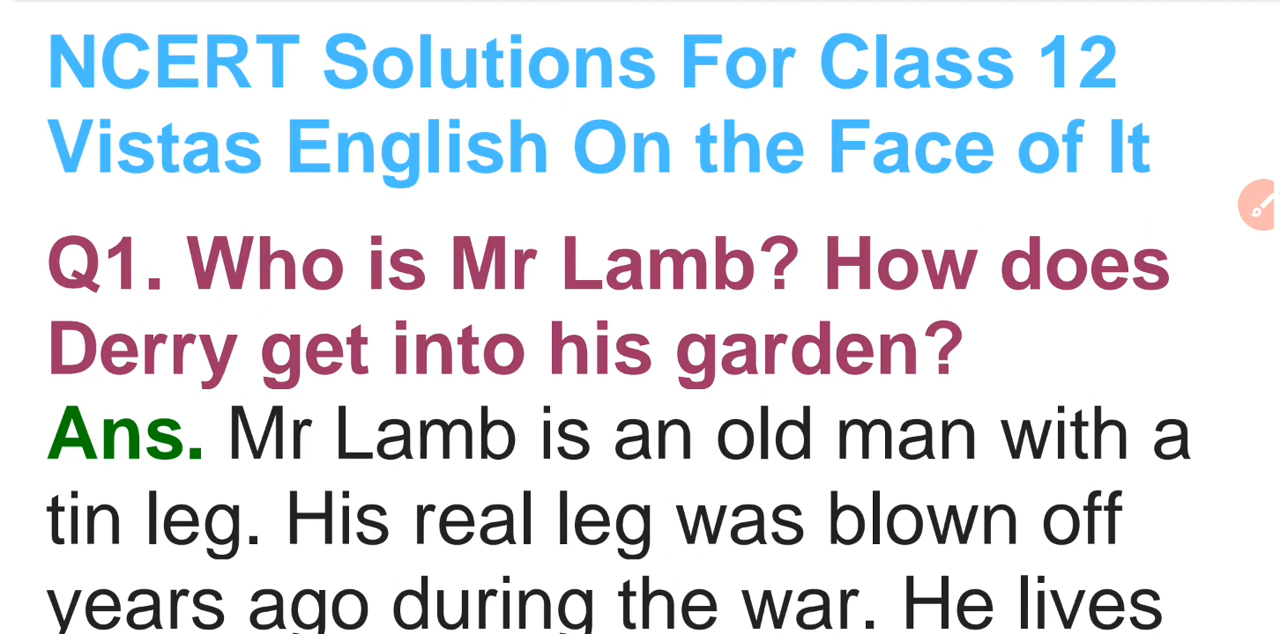 NCERT Solutions For Class 12
Vistas English On the Face of It
Q1. Who is Mr Lamb? How does
Derry get into his garden?
Ans. Mr Lamb is an old man with a
tin leg. His real leg was blown off
years ago during the war. He lives